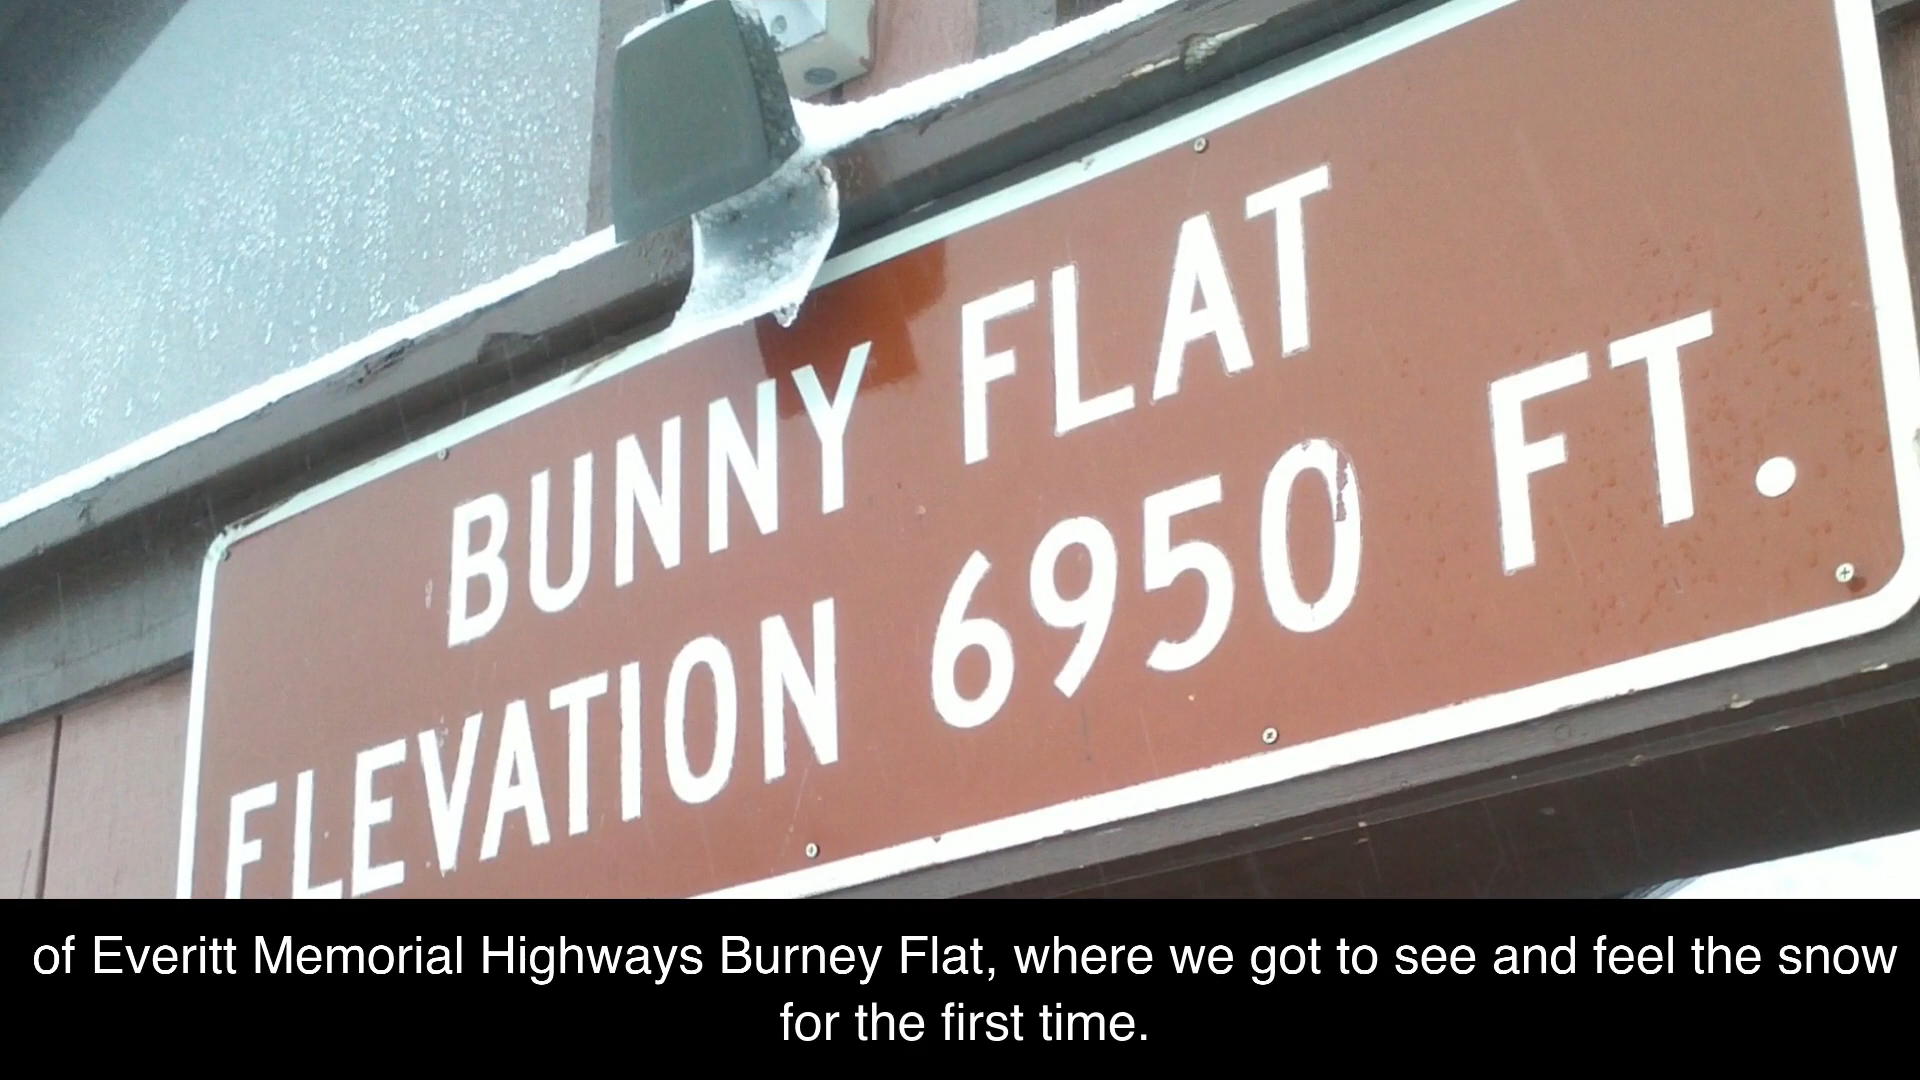 BUNNY FLAT
ELEVATION 6950 FT.
of Everitt Memorial Highways Burney Flat, where we got to see and feel the snow
for the first time.